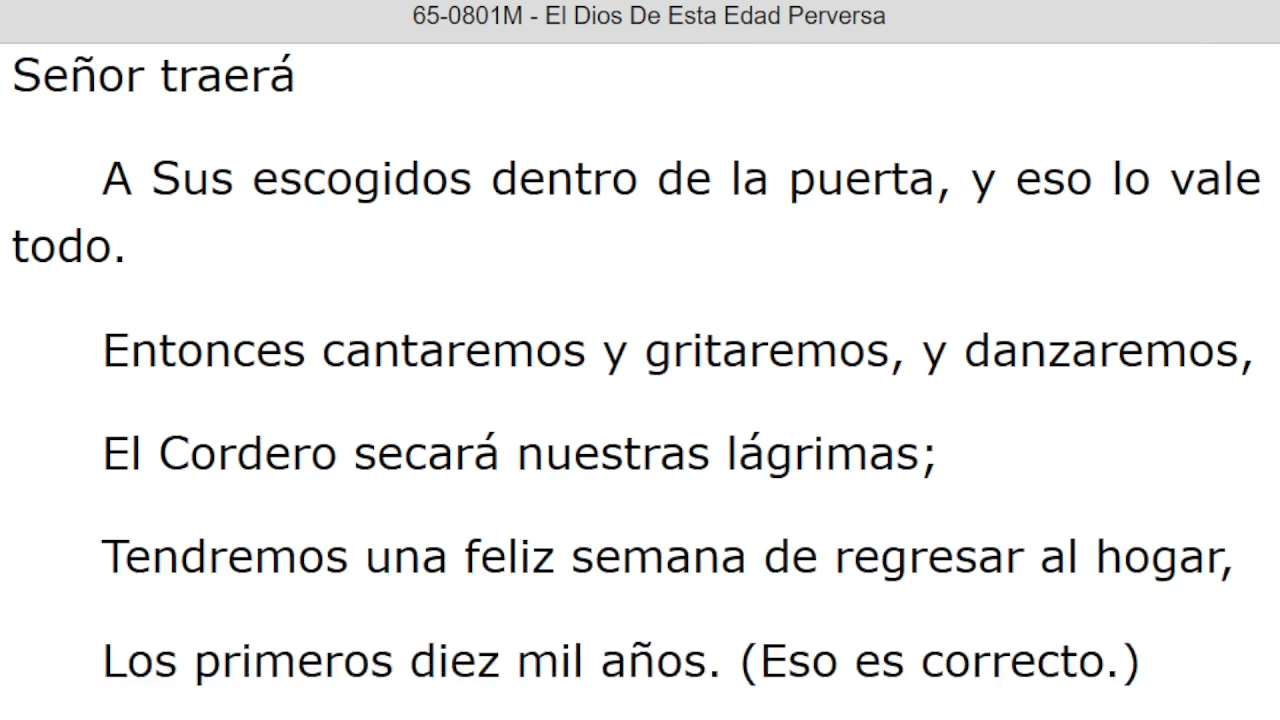 65-0801M - El Dios De Esta Edad Perversa
Señor traerá
A Sus escogidos dentro de la puerta, y eso lo vale
todo.
Entonces cantaremos y gritaremos, y danzaremos,
El Cordero secará nuestras lágrimas;
Tendremos una feliz semana de regresar al hogar,
Los primeros diez mil años. (Eso es correcto.)